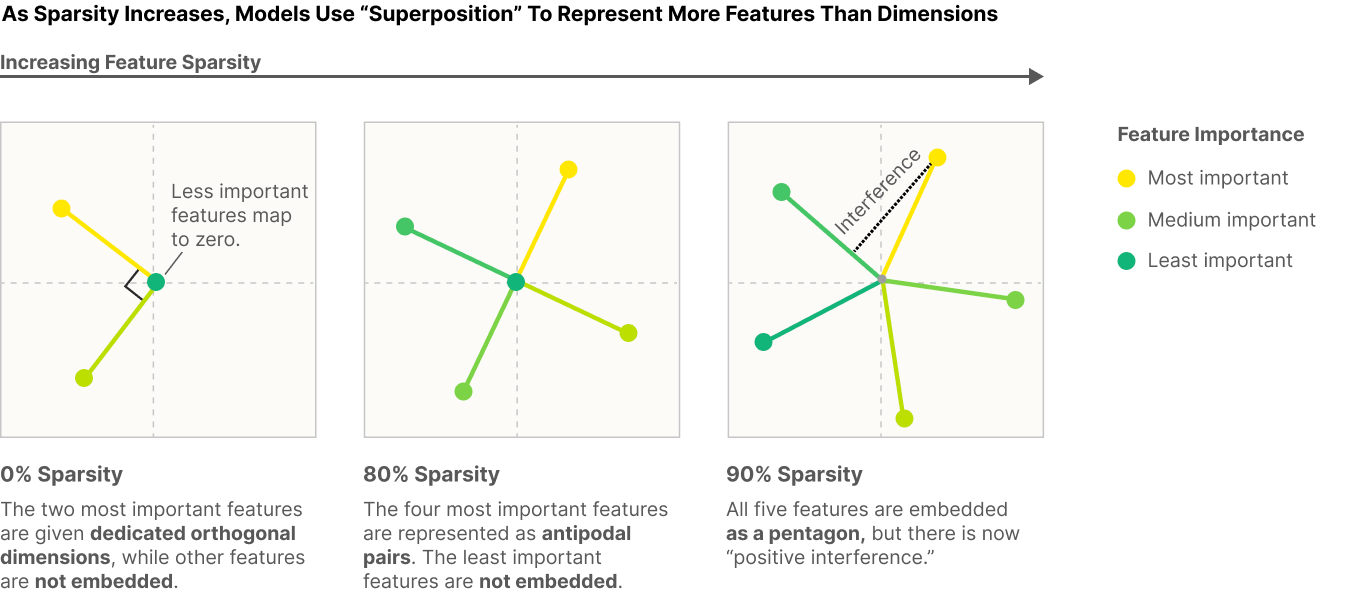 As Sparsity Increases, Models Use “Superposition” To Represent More Features Than Dimensions
Increasing Feature Sparsity
Less important
features map
to zero.
Interference
Feature Importance
Most important
Medium important
Least important
0% Sparsity
The two most important features
are given dedicated orthogonal
dimensions, while other features
are not embedded.
80% Sparsity
The four most important features
are represented as antipodal
pairs. The least important
features are not embedded.
90% Sparsity
All five features are embedded
as a pentagon, but there is now
“positive interference.”